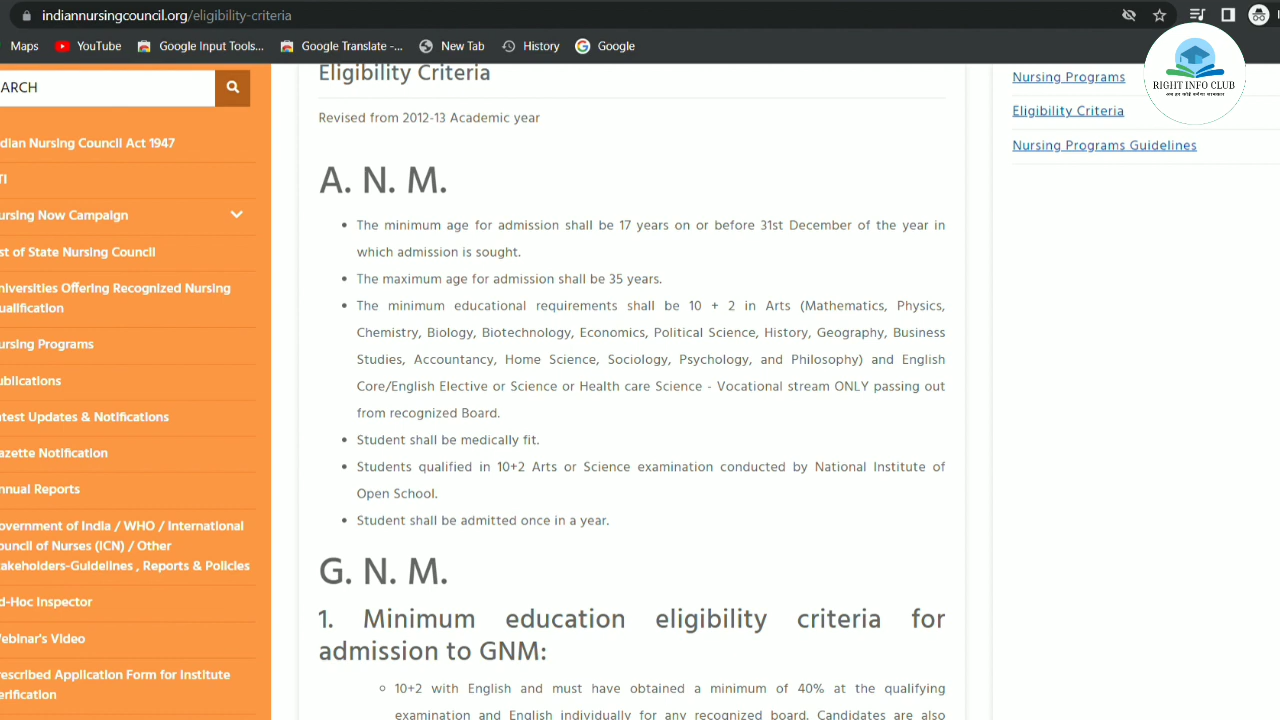 indiannursingcouncil.org/eligibility-criteria
Maps
YouTube
Google Input Tools...
Google Translate -...
New Tab
History
Google
RIGHT INFO CLUB
ARCH
dian Nursing Council Act 1947
TI
ursing Now Campaign
st of State Nursing Council
niversities Offering Recognized Nursing
ualification
ursing Programs
ublications
atest Updates & Notifications
azette Notification
nnual Reports
overnment of India / WHO / International
ouncil of Nurses (ICN) / Other
takeholders-Guidelines , Reports & Policies
d-Hoc Inspector
ebinar's Video
rescribed Application Form for Institute
erification
Eligibility Criteria
Revised from 2012-13 Academic year
A. N. M.
The minimum age for admission shall be 17 years on or before 31st December of the year in
which admission is sought.
The maximum age for admission shall be 35 years.
The minimum educational requirements shall be 10 + 2 in Arts (Mathematics, Physics,
Chemistry, Biology, Biotechnology, Economics, Political Science, History, Geography, Business
Studies, Accountancy, Home Science, Sociology, Psychology, and Philosophy) and English
Core/English Elective or Science or Health care Science - Vocational stream ONLY passing out
from recognized Board.
Student shall be medically fit.
Students qualified in 10+2 Arts or Science examination conducted by National Institute of
Open School.
Student shall be admitted once in a year.
G. N. M.
1. Minimum education eligibility criteria for
admission to GNM:
10+2 with English and must have obtained a minimum of 40% at the qualifying
examination and English individually for any recognized board. Candidates are also
Nursing Programs
Eligibility Criteria
Nursing Programs Guidelines